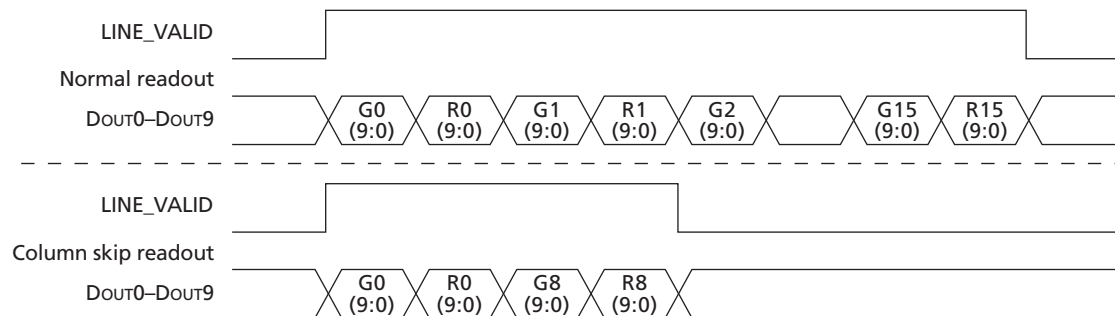 LINE_VALID
Normal readout
DOUT0–DOUT9
G0 (9:0) R0 (9:0) G1 (9:0) R1 (9:0) G2 (9:0) G15 (9:0) R15 (9:0)
LINE_VALID
Column skip readout
DOUT0–DOUT9
G0 (9:0) R0 (9:0) G8 (9:0) R8 (9:0)